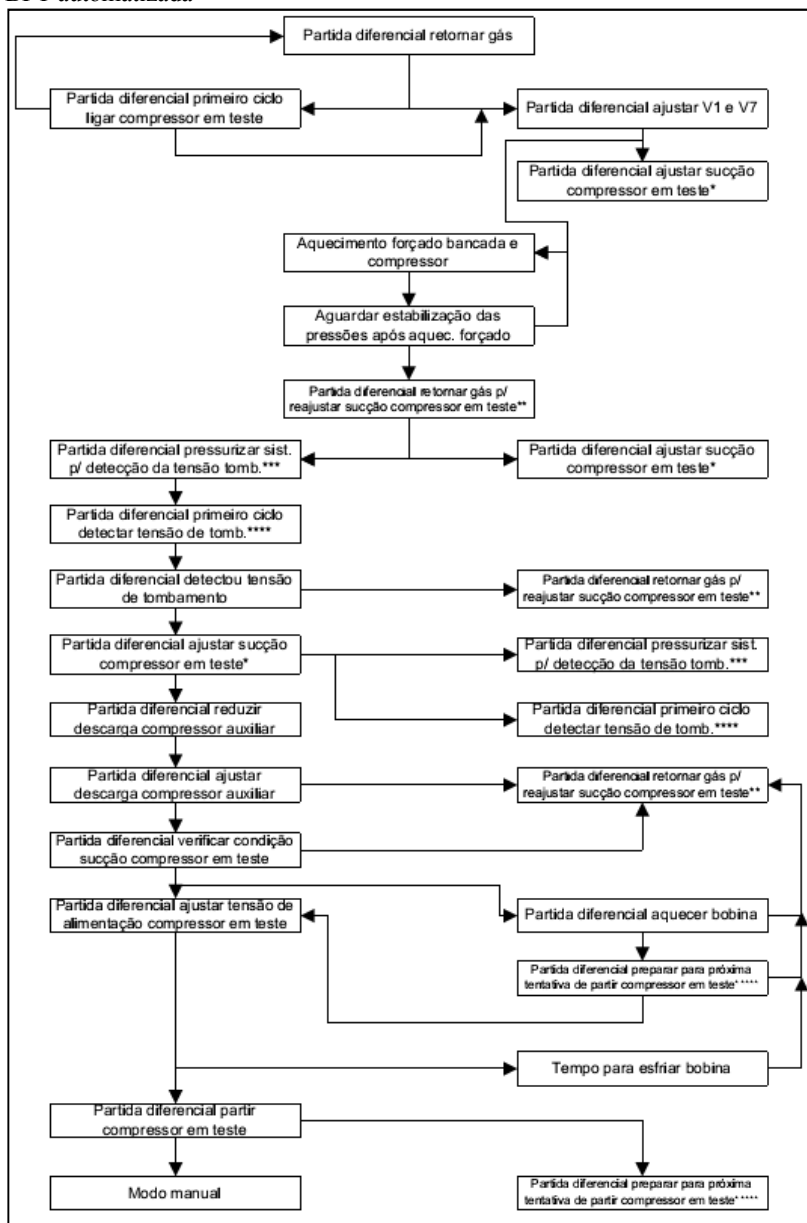 Partida diferencial retornar gás
Partida diferencial primeiro ciclo
ligar compressor em teste
Partida diferencial ajustar V1 e V7
Partida diferencial ajustar sucção
compressor em teste*
Aquecimento forçado bancada e
compressor
Aguardar estabilização das
pressões após aquec. forçado
Partida diferencial retornar gás p/
reajustar sucção compressor em teste**
Partida diferencial pressurizar sist.
p/ detecção da tensão tomb.***
Partida diferencial ajustar sucção
compressor em teste*
Partida diferencial primeiro ciclo
detectar tensão de tomb.****
Partida diferencial detectou tensão
de tombamento
Partida diferencial retornar gás p/
reajustar sucção compressor em teste**
Partida diferencial ajustar sucção
compressor em teste*
Partida diferencial pressurizar sist.
p/ detecção da tensão tomb.***
Partida diferencial reduzir
descarga compressor auxiliar
Partida diferencial primeiro ciclo
detectar tensão de tomb.****
Partida diferencial ajustar
descarga compressor auxiliar
Partida diferencial retornar gás p/
reajustar sucção compressor em teste**
Partida diferencial verificar condição
sucção compressor em teste
Partida diferencial ajustar tensão de
alimentação compressor em teste
Partida diferencial aquecer bobina
Partida diferencial preparar para próxima
tentativa de partir compressor em teste*****
Tempo para esfriar bobina
Partida diferencial partir
compressor em teste
Modo manual
Partida diferencial preparar para próxima
tentativa de partir compressor em teste*****